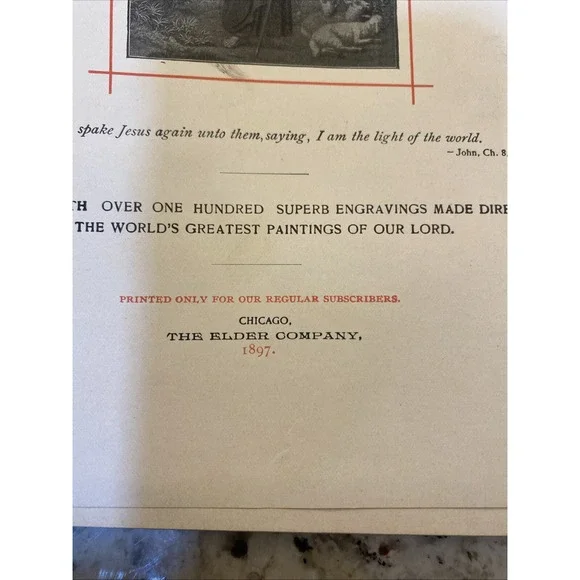 spake Jesus again unto them, saying, I am the light of the world.
— John, Ch. 8,
TH OVER ONE HUNDRED SUPERB ENGRAVINGS MADE DIRE
THE WORLD'S GREATEST PAINTINGS OF OUR LORD.
PRINTED ONLY FOR OUR REGULAR SUBSCRIBERS.
CHICAGO,
THE ELDER COMPANY,
1897.